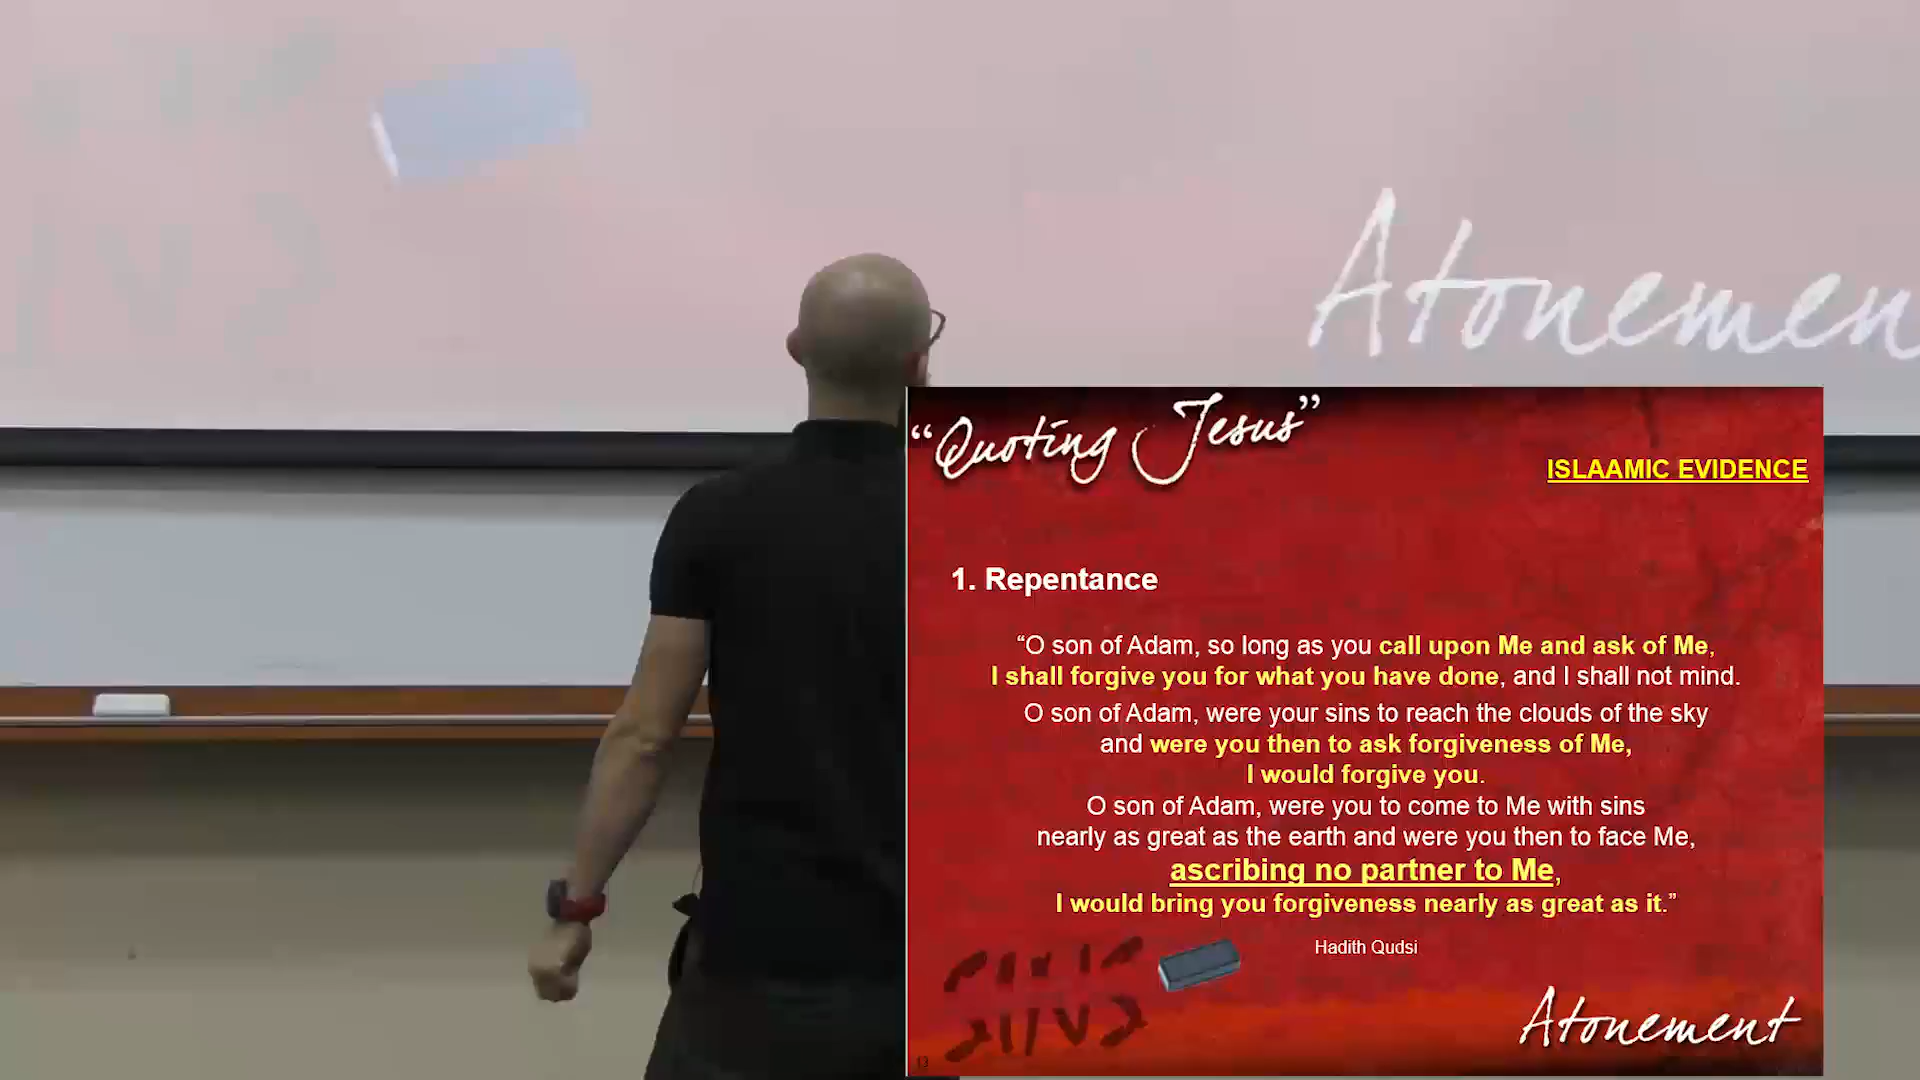 Atonemen
“Quoting Jesus”
ISLAAMIC EVIDENCE
1. Repentance
“O son of Adam, so long as you call upon Me and ask of Me,
I shall forgive you for what you have done, and I shall not mind.
O son of Adam, were your sins to reach the clouds of the sky
and were you then to ask forgiveness of Me,
I would forgive you.
O son of Adam, were you to come to Me with sins
nearly as great as the earth and were you then to face Me,
ascribing no partner to Me,
I would bring you forgiveness nearly as great as it.”
Hadith Qudsi
Atonement
13